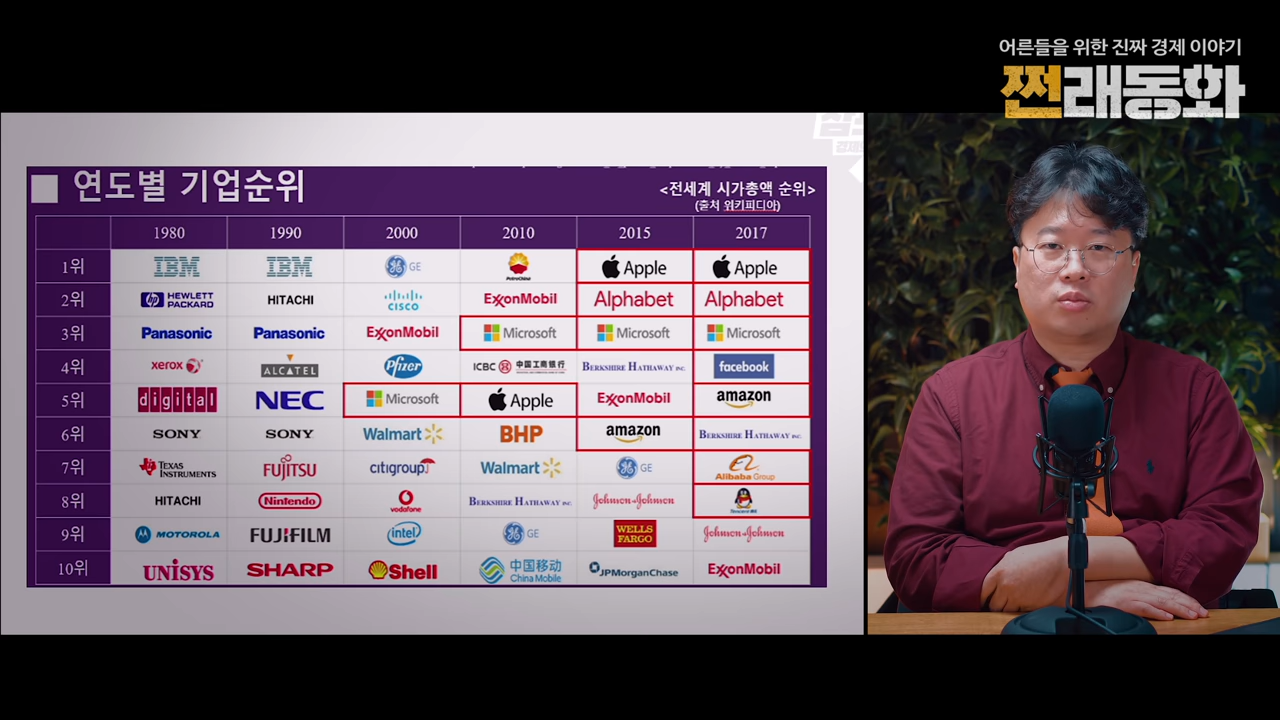 어른들을 위한 진짜 경제 이야기
쩐래동화
연도별 기업순위
<전세계 시가총액 순위>
(출처 위키피디아)
1980 1990 2000 2010 2015 2017
1위 IBM IBM GE PetroChina Apple Apple
2위 HEWLETT PACKARD HITACHI CISCO ExxonMobil Alphabet Alphabet
3위 Panasonic Panasonic ExxonMobil Microsoft Microsoft Microsoft
4위 xerox ALCATEL Pfizer ICBC 中国工商银行 BERKSHIRE HATHAWAY INC. facebook
5위 digital NEC Microsoft Apple ExxonMobil amazon
6위 SONY SONY Walmart BHP amazon BERKSHIRE HATHAWAY INC.
7위 TEXAS INSTRUMENTS FUJITSU citigroup Walmart GE Alibaba Group
8위 HITACHI Nintendo vodafone BERKSHIRE HATHAWAY INC. Johnson & Johnson
9위 MOTOROLA FUJIFILM intel GE WELLS FARGO Johnson & Johnson
10위 UNISYS SHARP Shell 中国移动 China Mobile JPMorganChase ExxonMobil